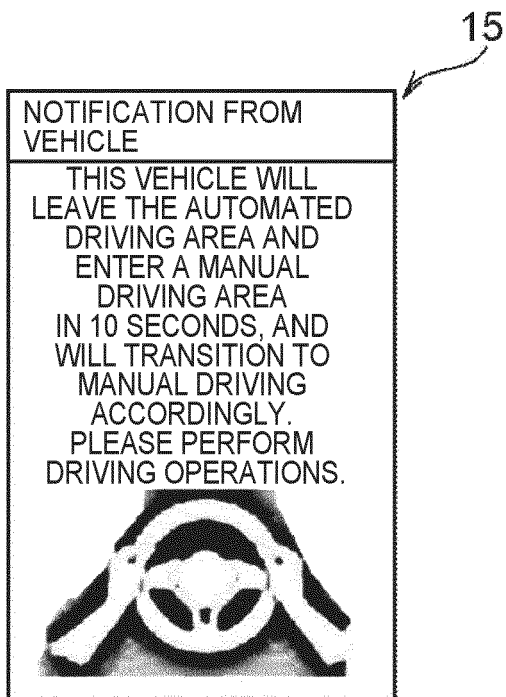 15
NOTIFICATION FROM
VEHICLE
THIS VEHICLE WILL
LEAVE THE AUTOMATED
DRIVING AREA AND
ENTER A MANUAL
DRIVING AREA
IN 10 SECONDS, AND
WILL TRANSITION TO
MANUAL DRIVING
ACCORDINGLY.
PLEASE PERFORM
DRIVING OPERATIONS.